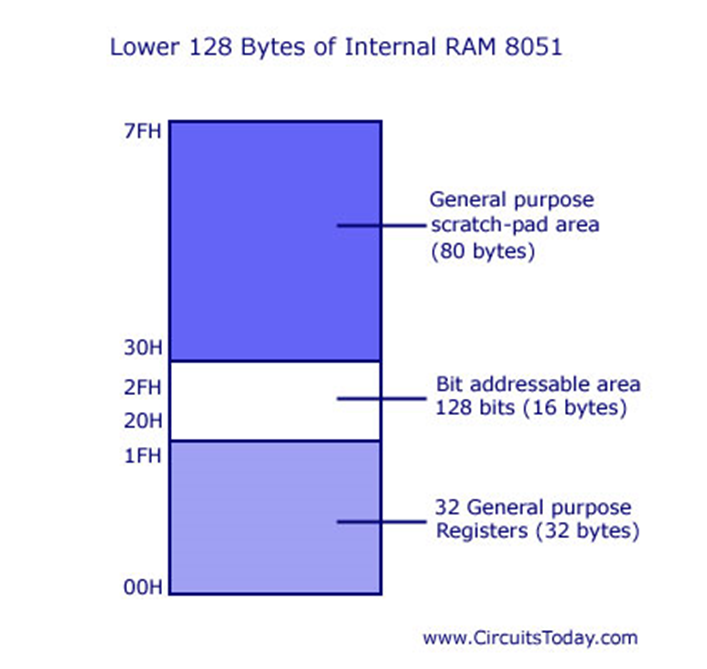 Lower 128 Bytes of Internal RAM 8051
7FH
General purpose
scratch-pad area
(80 bytes)
30H
2FH
Bit addressable area
128 bits (16 bytes)
20H
1FH
32 General purpose
Registers (32 bytes)
00H
www.CircuitsToday.com